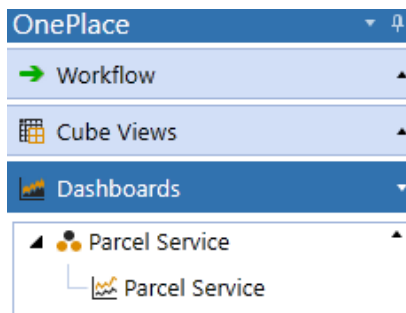 OnePlace
Workflow
Cube Views
Dashboards
Parcel Service
Parcel Service